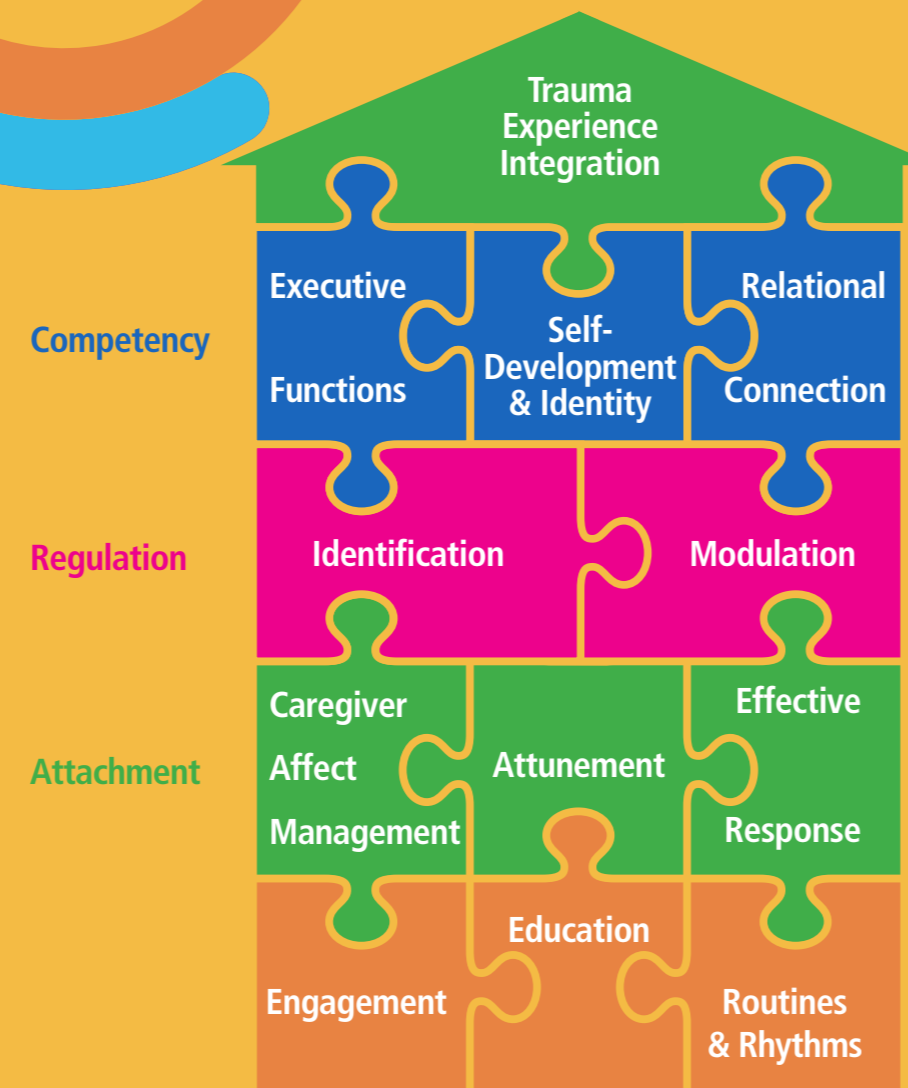 Trauma
Experience
Integration
Competency
Executive
Functions
Self-
Development
& Identity
Relational
Connection
Regulation
Identification
Modulation
Attachment
Caregiver
Affect
Management
Attunement
Effective
Response
Engagement
Education
Routines
& Rhythms